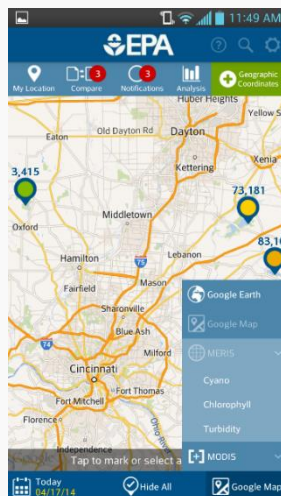 11:49 AM
EPA
My Location
Compare
3
Notifications
3
Analysis
Geographic
Coordinates
Huber Heights
Old Dayton Rd
Dayton
Yellow S
Eaton
Kettering
Xenia
3,415
73,181
Oxford
Middletown
83,16
Hamilton
75
Lebanon
Fairfield
Mason
Sharonville
Blue Ash
74
Milford
Cincinnati
Fort Thomas
Fort Mitchell
Florence
Independence
Google Earth
Google Map
MERIS
Cyano
Chlorophyll
Turbidity
MODIS
Tap to mark or select a
Today
04/17/14
Hide All
Google Map